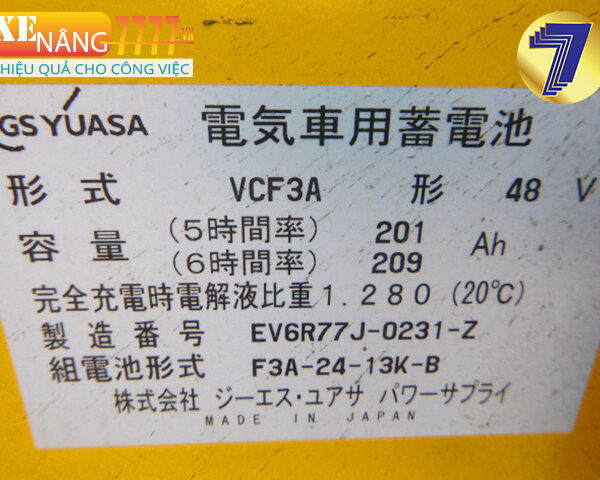 XE
NÂNG7777.VN
HIỆU QUẢ CHO CÔNG VIỆC
7
GS YUASA 電気車用蓄電池
形式 VCF3A 形 48 V
容量 (5時間率) 201 Ah
(6時間率) 209
完全充電時電解液比重1.280 (20℃)
製造番号 EV6R77J-0231-Z
組電池形式 F3A-24-13K-B
株式会社 ジーエス・ユアサ パワーサプライ
MADE IN JAPAN